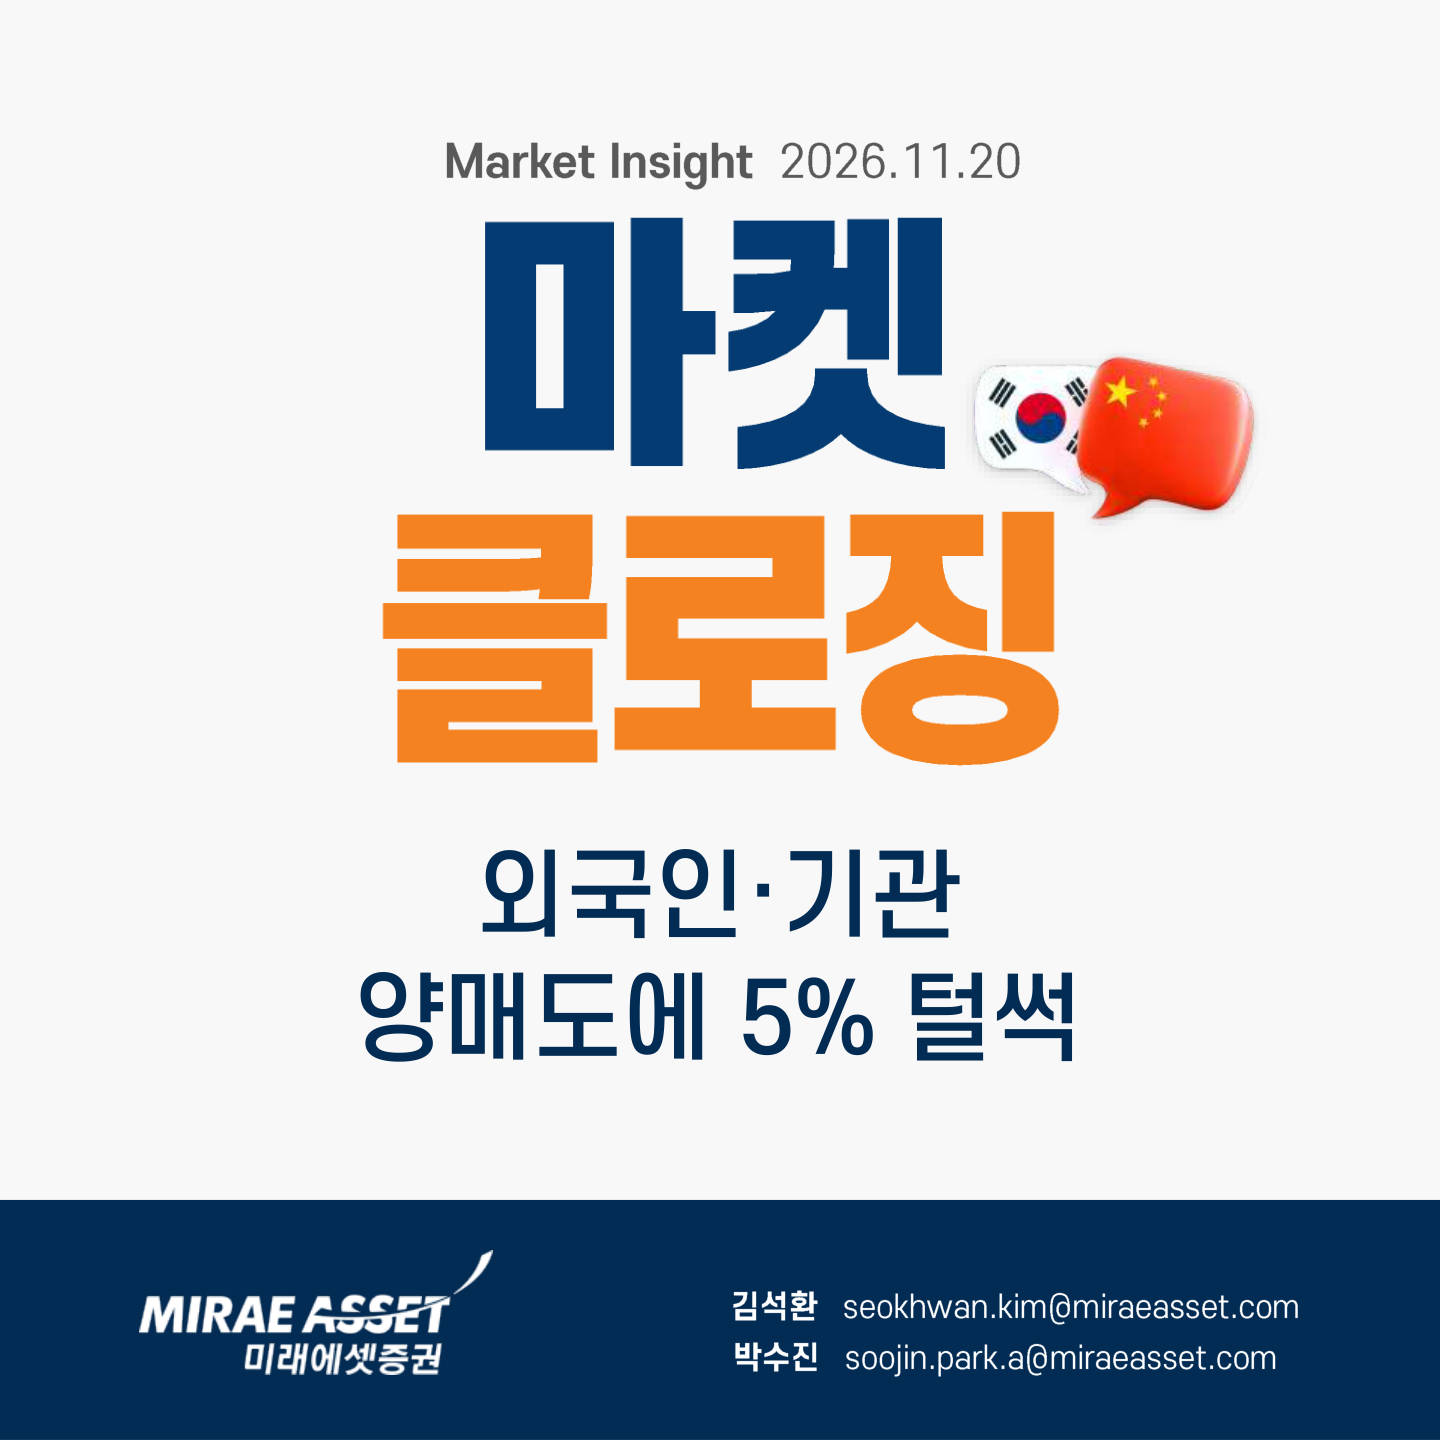 Market Insight 2026.11.20
마켓
클로징
외국인·기관
양매도에 5% 털썩
MIRAE ASSET
미래에셋증권
김석환 seokhwan.kim@miraeasset.com
박수진 soojin.park.a@miraeasset.com